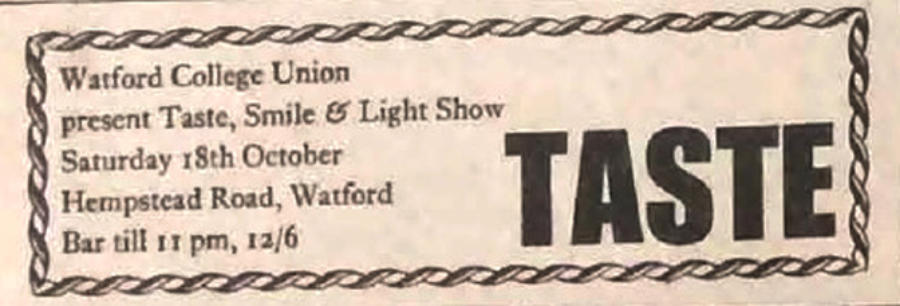 Watford College Union
present Taste, Smile & Light Show
Saturday 18th October
Hempstead Road, Watford
Bar till 11 pm, 12/6
TASTE